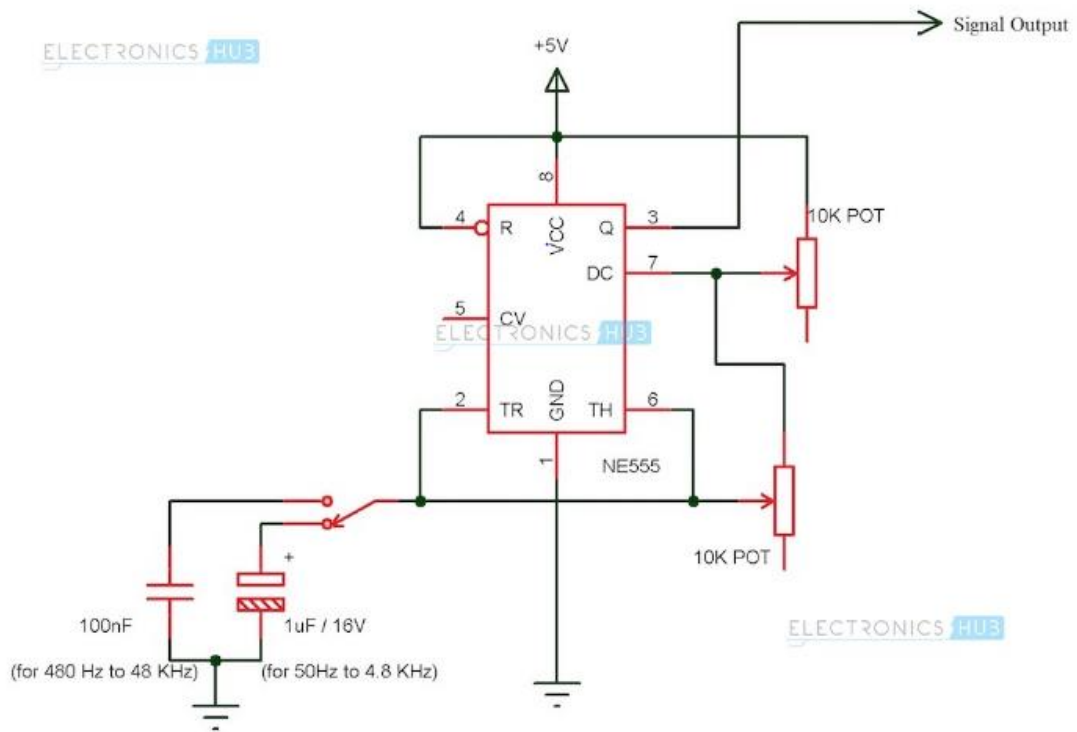 Signal Output
ELECTRONICS HUB
+5V
8
10K POT
4
R
VCC
Q
3
DC
7
5
CV
ELECTRONICS HUB
2
TR
GND
TH
6
1
NE555
10K POT
+
100nF
1uF / 16V
ELECTRONICS HUB
(for 480 Hz to 48 KHz)
(for 50Hz to 4.8 KHz)